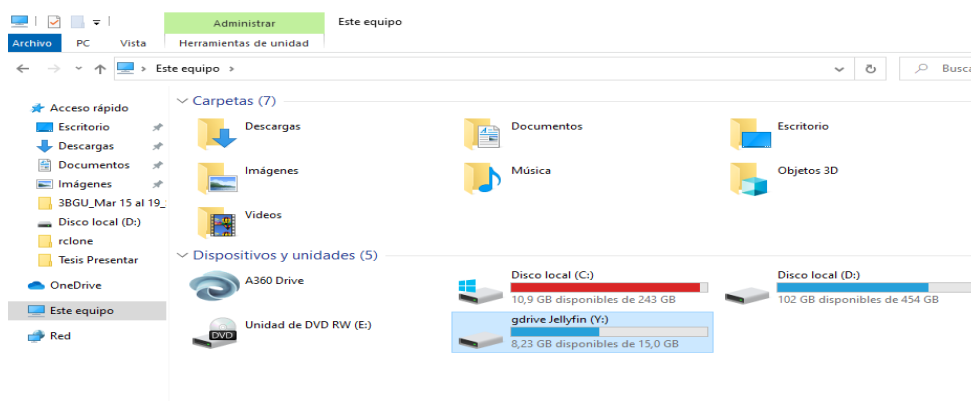 Administrar
Este equipo
Archivo
PC
Vista
Herramientas de unidad
Este equipo
Acceso rápido
Escritorio
Descargas
Documentos
Imágenes
3BGU_Mar 15 al 19_
Disco local (D:)
rclone
Tesis Presentar
OneDrive
Este equipo
Red
Carpetas (7)
Descargas
Documentos
Escritorio
Imágenes
Música
Objetos 3D
Videos
Dispositivos y unidades (5)
A360 Drive
Disco local (C:)
10,9 GB disponibles de 243 GB
Disco local (D:)
102 GB disponibles de 454 GB
DVD
Unidad de DVD RW (E:)
gdrive Jellyfin (Y:)
8,23 GB disponibles de 15,0 GB